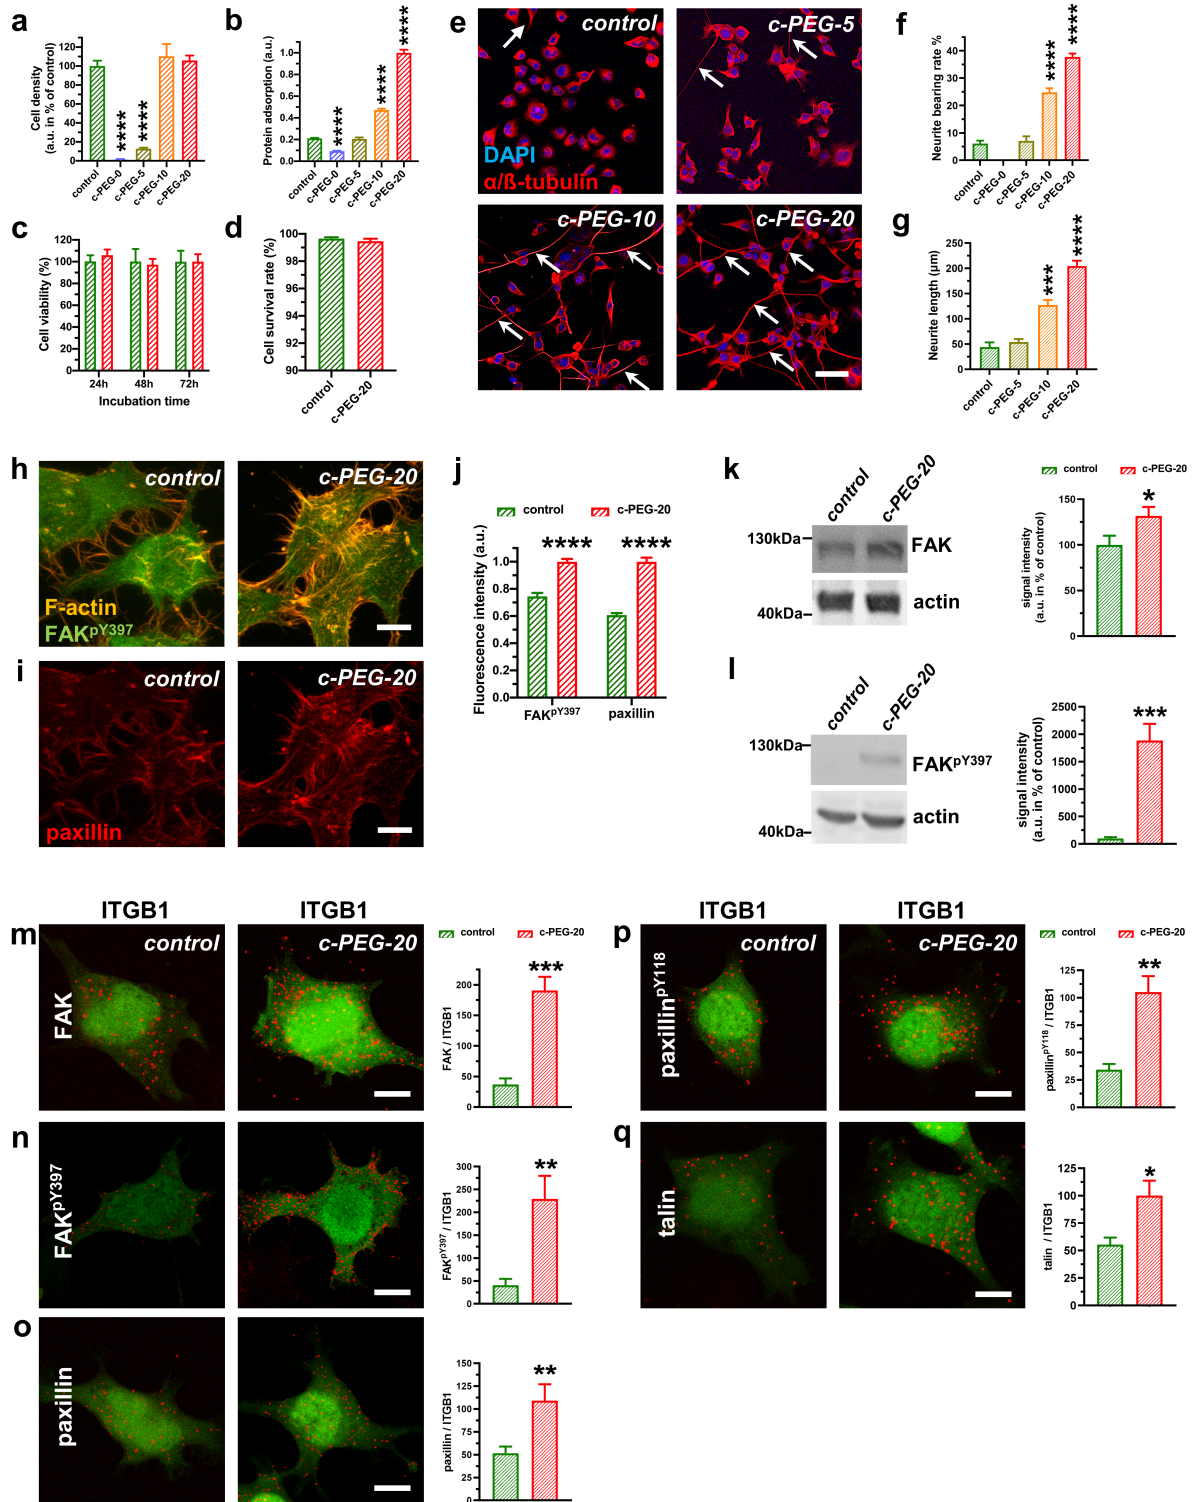 a
Cell density
(a.u. in % of control)
120
100
80
60
40
20
0
****
****
control
c-PEG-0
c-PEG-5
c-PEG-10
c-PEG-20
b
Protein adsorption (a.u.)
1.0
0.8
0.6
0.4
0.2
0.0
****
****
****
control
c-PEG-0
c-PEG-5
c-PEG-10
c-PEG-20
c
Cell viability (%)
120
100
80
60
40
20
0
24h
48h
72h
Incubation time
d
Cell survival rate (%)
100
98
96
94
92
90
control
c-PEG-20
e
control
c-PEG-5
DAPI
α/ß-tubulin
c-PEG-10
c-PEG-20
f
Neurite bearing rate %
40
30
20
10
0
****
****
control
c-PEG-0
c-PEG-5
c-PEG-10
c-PEG-20
g
Neurite length (µm)
250
200
150
100
50
0
***
****
control
c-PEG-5
c-PEG-10
c-PEG-20
h
control
c-PEG-20
F-actin
FAKpY397
i
control
c-PEG-20
paxillin
j
control
c-PEG-20
Fluorescence intensity (a.u.)
1.0
0.8
0.6
0.4
0.2
0.0
****
****
FAKpY397
paxillin
k
control
c-PEG-20
130kDa
FAK
40kDa
actin
control
c-PEG-20
signal intensity
(a.u. in % of control)
150
100
50
0
*
l
control
c-PEG-20
130kDa
FAKpY397
40kDa
actin
signal intensity
(a.u. in % of control)
2500
2000
1500
1000
500
0
***
m
ITGB1
control
FAK
ITGB1
c-PEG-20
control
c-PEG-20
FAK / ITGB1
200
150
100
50
0
***
n
FAKpY397
FAKpY397 / ITGB1
300
250
200
150
100
50
0
**
o
paxillin
paxillin / ITGB1
150
125
100
75
50
25
0
**
p
ITGB1
control
paxillinpY118
ITGB1
c-PEG-20
control
c-PEG-20
paxillinpY118 / ITGB1
125
100
75
50
25
0
**
q
talin
talin / ITGB1
125
100
75
50
25
0
*